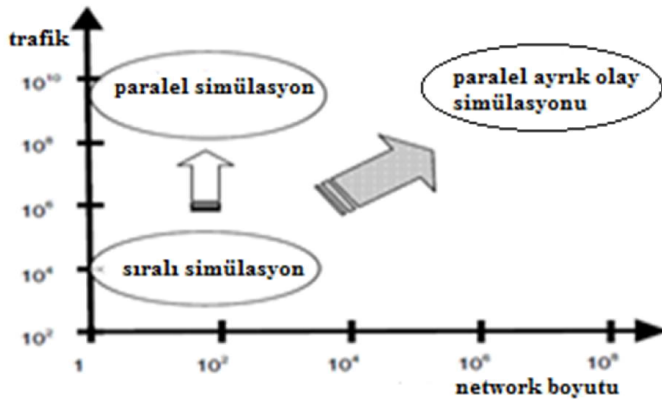 trafik
10¹⁰
paralel simülasyon
paralel ayrık olay
simülasyonu
10⁸
10⁶
10⁴
sıralı simülasyon
10²
1
10²
10⁴
10⁶
10⁸
network boyutu